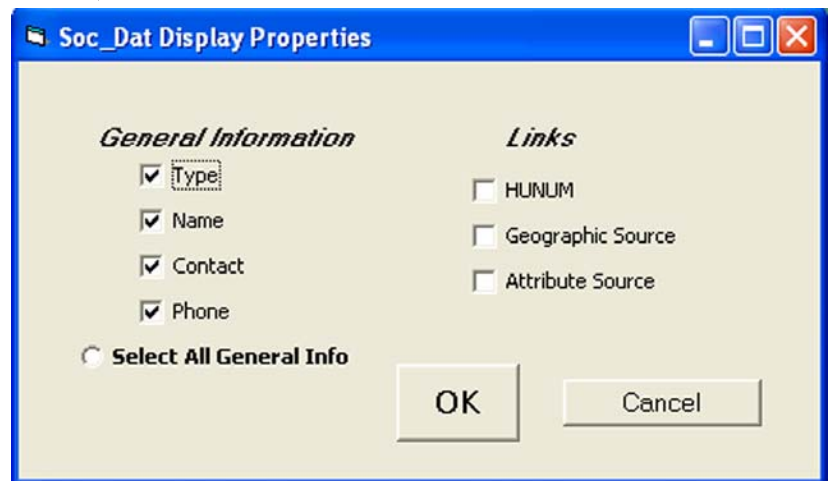 Soc_Dat Display Properties
General Information
Type
Name
Contact
Phone
Select All General Info
Links
HUNUM
Geographic Source
Attribute Source
OK
Cancel